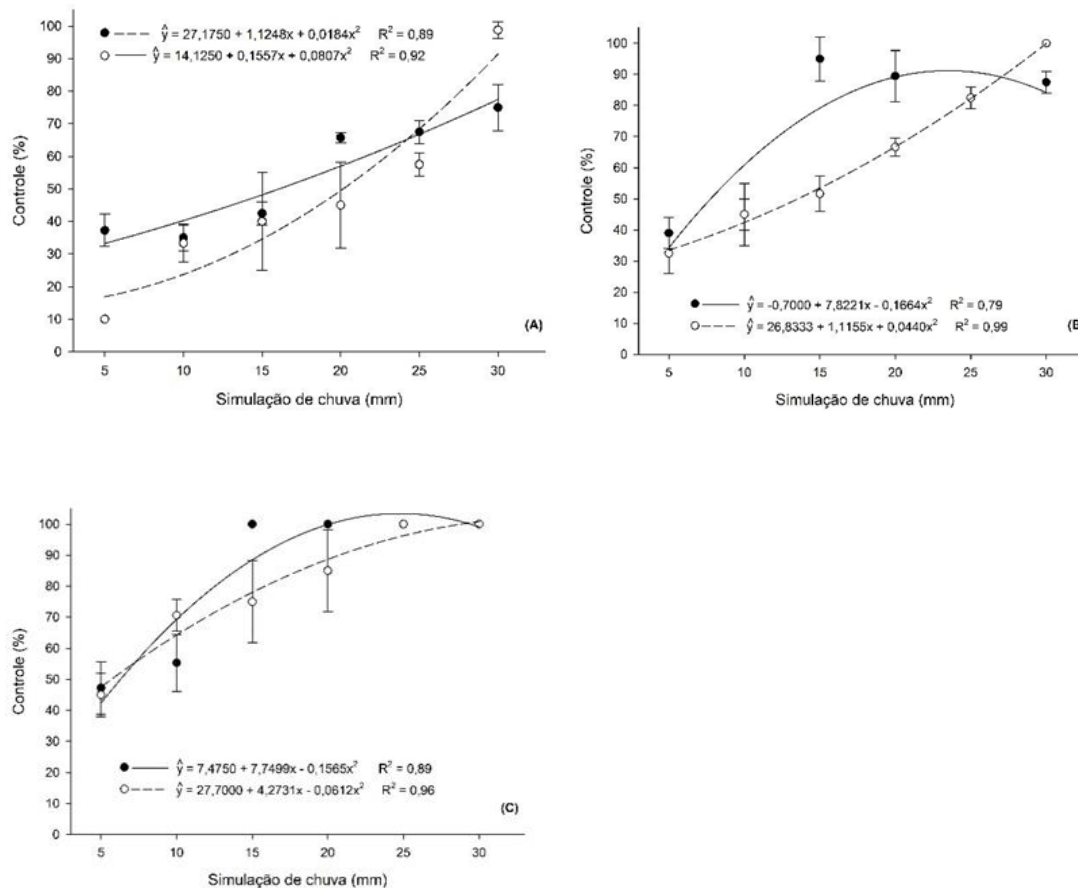 100
90
80
70
60
50
40
30
20
10
0
Controle (%)
ŷ = 27,1750 + 1,1248x + 0,0184x² R² = 0,89
ŷ = 14,1250 + 0,1557x + 0,0807x² R² = 0,92
(A)
5 10 15 20 25 30
Simulação de chuva (mm)
100
90
80
70
60
50
40
30
20
10
0
Controle (%)
ŷ = -0,7000 + 7,8221x - 0,1664x² R² = 0,79
ŷ = 26,8333 + 1,1155x + 0,0440x² R² = 0,99
(B
5 10 15 20 25 30
Simulação de chuva (mm)
100
90
80
70
60
50
40
30
20
10
0
Controle (%)
ŷ = 7,4750 + 7,7499x - 0,1565x² R² = 0,89
ŷ = 27,7000 + 4,2731x - 0,0612x² R² = 0,96
(C)
5 10 15 20 25 30
Simulação de chuva (mm)